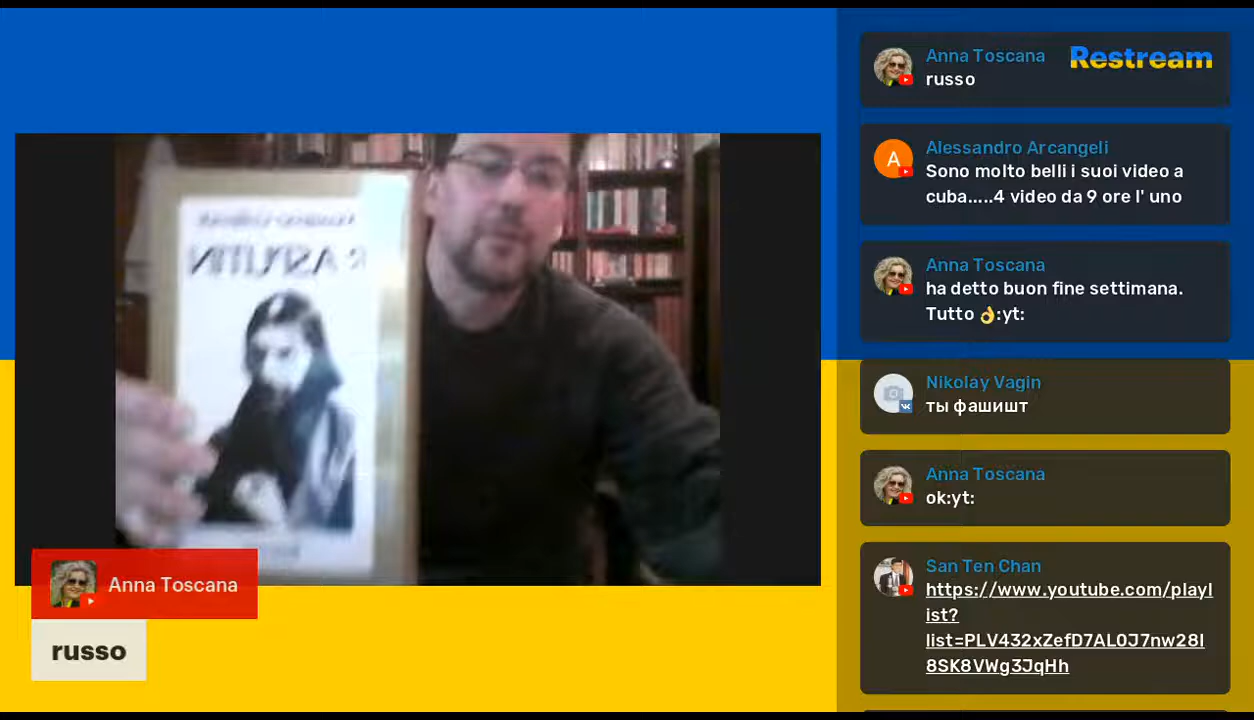 Anna Toscana
russo
Restream
A
Alessandro Arcangeli
Sono molto belli i suoi video a
cuba.....4 video da 9 ore l' uno
Anna Toscana
ha detto buon fine settimana.
Tutto 👌:yt:
Nikolay Vagin
ты фашишт
Anna Toscana
ok:yt:
San Ten Chan
https://www.youtube.com/playl
ist?
list=PLV432xZefD7AL0J7nw28I
8SK8VWg3JqHh
RASPUTIN
Anna Toscana
russo